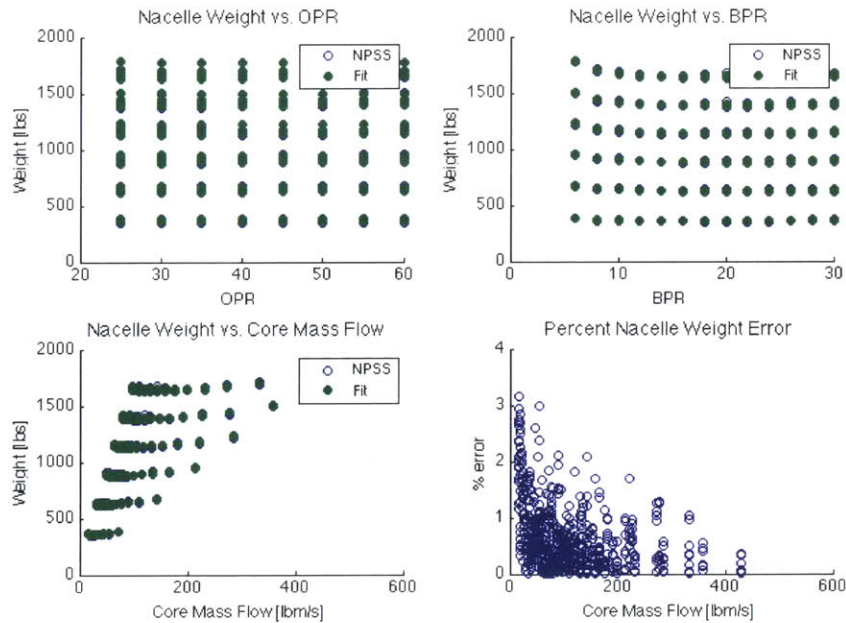 Nacelle Weight vs. OPR
Weight [lbs]
2000
1500
1000
500
0
20
30
40
50
60
OPR
NPSS
Fit
Nacelle Weight vs. BPR
Weight [lbs]
2000
1500
1000
500
0
0
10
20
30
BPR
NPSS
Fit
Nacelle Weight vs. Core Mass Flow
Weight [lbs]
2000
1500
1000
500
0
0
200
400
600
Core Mass Flow [lbm/s]
NPSS
Fit
Percent Nacelle Weight Error
% error
4
3
2
1
0
0
200
400
600
Core Mass Flow [lbm/s]